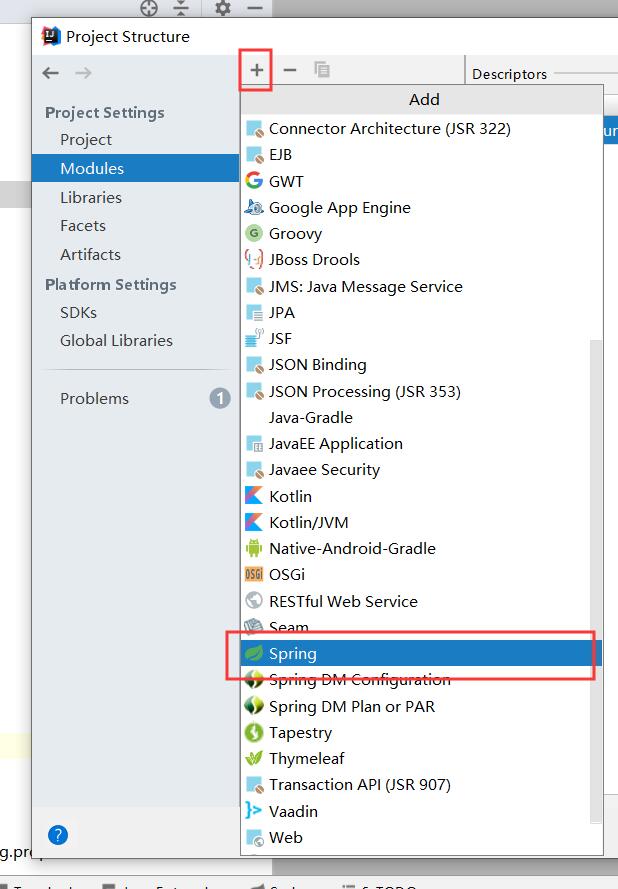 Project Structure
Descriptors
Add
Project Settings
Project
Modules
Libraries
Facets
Artifacts
Platform Settings
SDKs
Global Libraries
Problems
1
Connector Architecture (JSR 322)
EJB
GWT
Google App Engine
Groovy
JBoss Drools
JMS: Java Message Service
JPA
JSF
JSON Binding
JSON Processing (JSR 353)
Java-Gradle
JavaEE Application
Javaee Security
Kotlin
Kotlin/JVM
Native-Android-Gradle
OSGi
RESTful Web Service
Seam
Spring
Spring DM Configuration
Spring DM Plan or PAR
Tapestry
Thymeleaf
Transaction API (JSR 907)
Vaadin
Web
?